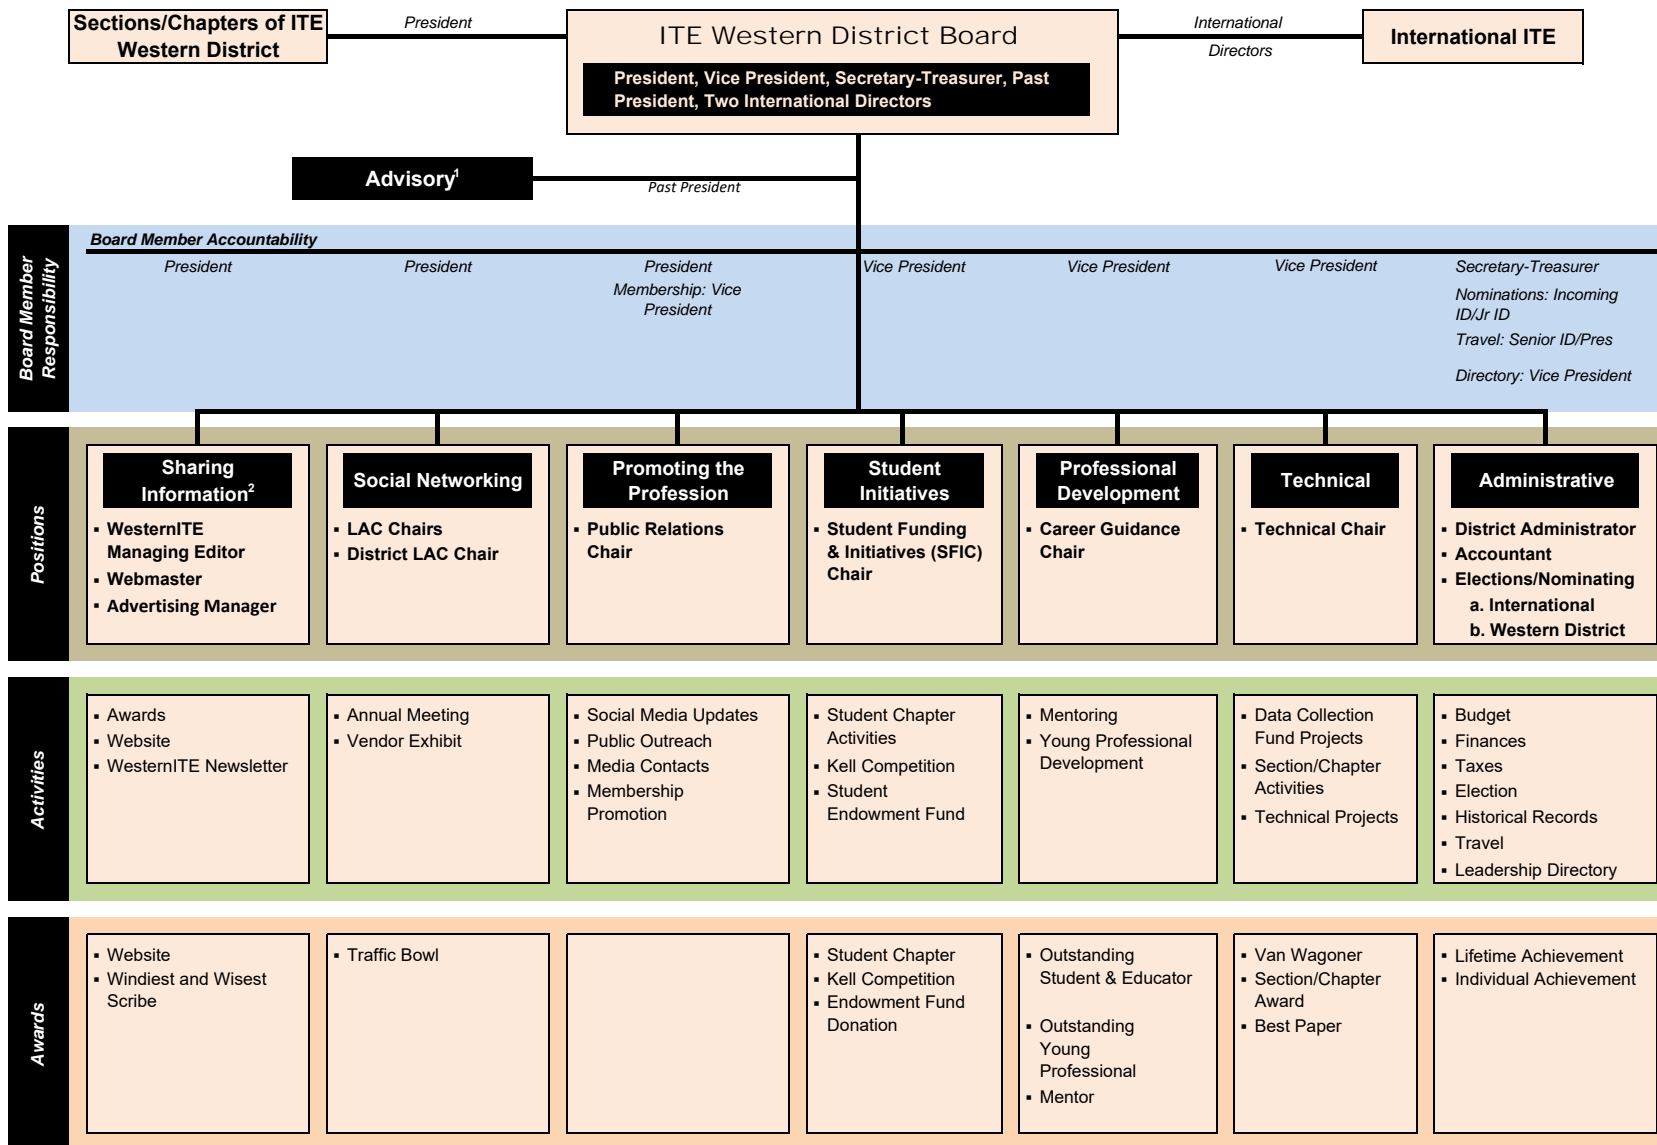 Sections/Chapters of ITE
Western District
President
ITE Western District Board
President, Vice President, Secretary-Treasurer, Past
President, Two International Directors
International
Directors
International ITE
Advisory1
Past President
Board Member
Responsibility
Board Member Accountability
President
President
President
Membership: Vice
President
Vice President
Vice President
Vice President
Secretary-Treasurer
Nominations: Incoming
ID/Jr ID
Travel: Senior ID/Pres
Directory: Vice President
Positions
Sharing
Information2
▪ WesternITE
Managing Editor
▪ Webmaster
▪ Advertising Manager
Social Networking
▪ LAC Chairs
▪ District LAC Chair
Promoting the
Profession
▪ Public Relations
Chair
Student
Initiatives
▪ Student Funding
& Initiatives (SFIC)
Chair
Professional
Development
▪ Career Guidance
Chair
Technical
▪ Technical Chair
Administrative
▪ District Administrator
▪ Accountant
▪ Elections/Nominating
a. International
b. Western District
Activities
▪ Awards
▪ Website
▪ WesternITE Newsletter
▪ Annual Meeting
▪ Vendor Exhibit
▪ Social Media Updates
▪ Public Outreach
▪ Media Contacts
▪ Membership
Promotion
▪ Student Chapter
Activities
▪ Kell Competition
▪ Student
Endowment Fund
▪ Mentoring
▪ Young Professional
Development
▪ Data Collection
Fund Projects
▪ Section/Chapter
Activities
▪ Technical Projects
▪ Budget
▪ Finances
▪ Taxes
▪ Election
▪ Historical Records
▪ Travel
▪ Leadership Directory
Awards
▪ Website
▪ Windiest and Wisest
Scribe
▪ Traffic Bowl
▪ Student Chapter
▪ Kell Competition
▪ Endowment Fund
Donation
▪ Outstanding
Student & Educator
▪ Outstanding
Young
Professional
▪ Mentor
▪ Van Wagoner
▪ Section/Chapter
Award
▪ Best Paper
▪ Lifetime Achievement
▪ Individual Achievement